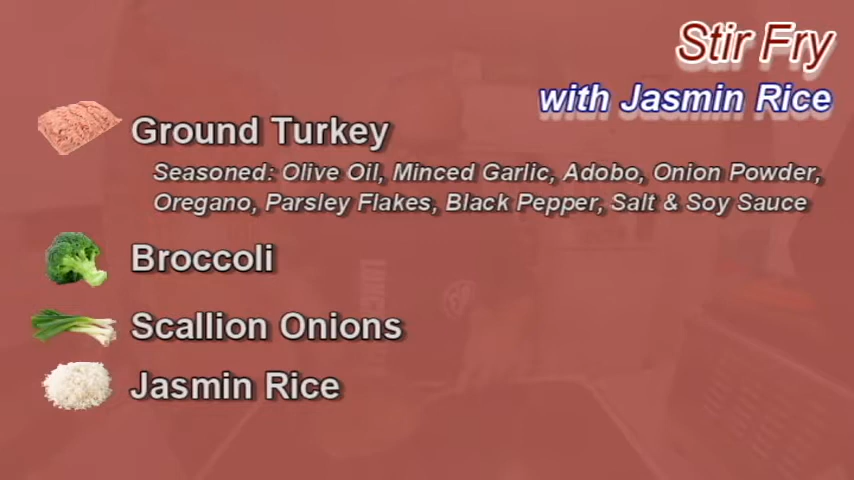 Stir Fry
with Jasmin Rice
Ground Turkey
Seasoned: Olive Oil, Minced Garlic, Adobo, Onion Powder,
Oregano, Parsley Flakes, Black Pepper, Salt & Soy Sauce
Broccoli
Scallion Onions
Jasmin Rice